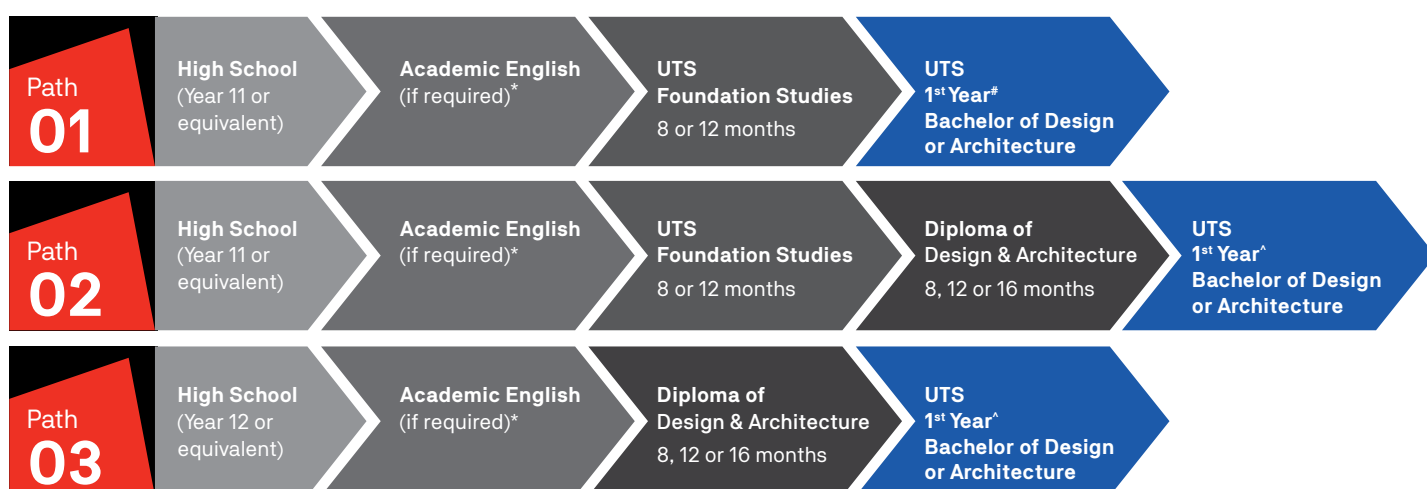 Path
01
High School
(Year 11 or
equivalent)
Academic English
(if required)*
UTS
Foundation Studies
8 or 12 months
UTS
1st Year#
Bachelor of Design
or Architecture
Path
02
High School
(Year 11 or
equivalent)
Academic English
(if required)*
UTS
Foundation Studies
8 or 12 months
Diploma of
Design & Architecture
8, 12 or 16 months
UTS
1st Year^
Bachelor of Design
or Architecture
Path
03
High School
(Year 12 or
equivalent)
Academic English
(if required)*
Diploma of
Design & Architecture
8, 12 or 16 months
UTS
1st Year^
Bachelor of Design
or Architecture